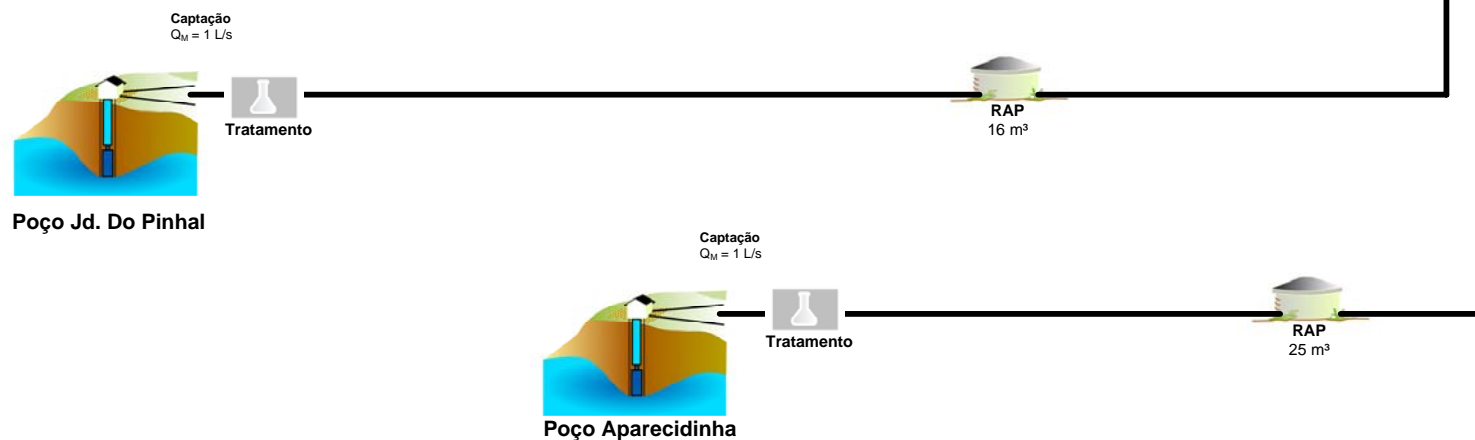 Captação
Q_M = 1 L/s
Tratamento
RAP
16 m³
Poço Jd. Do Pinhal
Captação
Q_M = 1 L/s
Tratamento
RAP
25 m³
Poço Aparecidinha